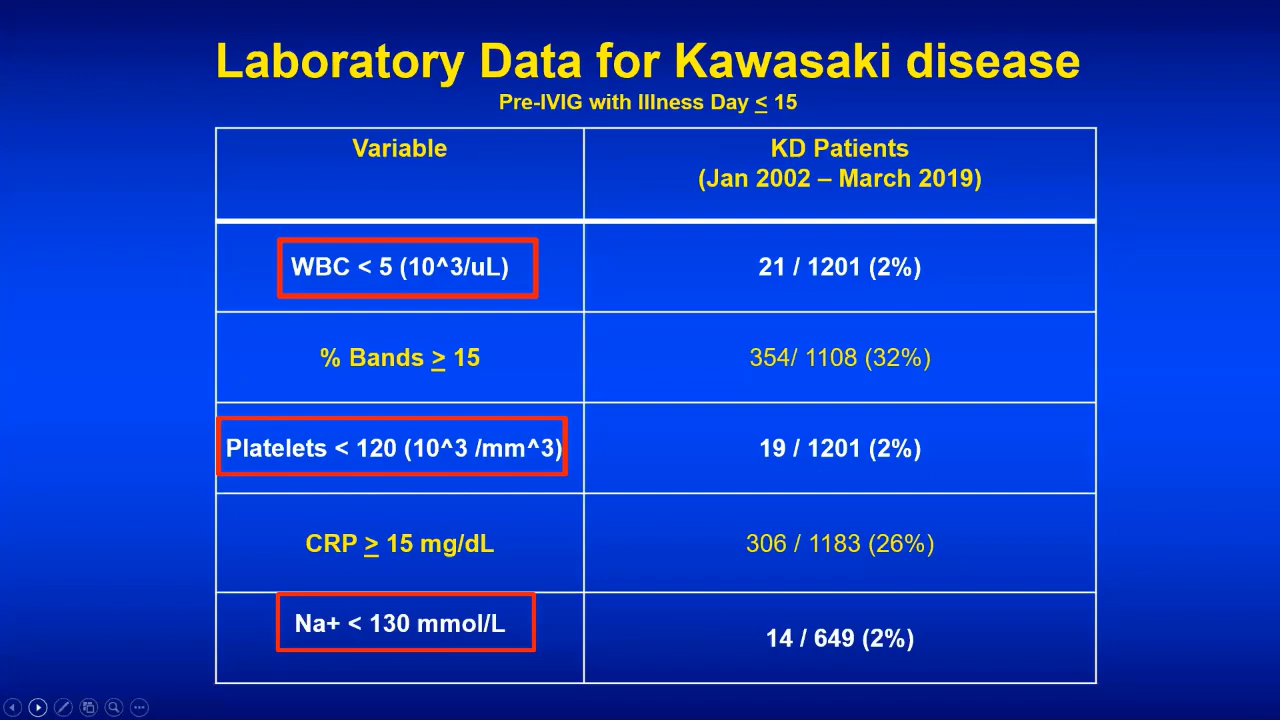 Laboratory Data for Kawasaki disease
Pre-IVIG with Illness Day ≤ 15
Variable
KD Patients
(Jan 2002 – March 2019)
WBC < 5 (10^3/uL)
21 / 1201 (2%)
% Bands ≥ 15
354/ 1108 (32%)
Platelets < 120 (10^3 /mm^3)
19 / 1201 (2%)
CRP ≥ 15 mg/dL
306 / 1183 (26%)
Na+ < 130 mmol/L
14 / 649 (2%)